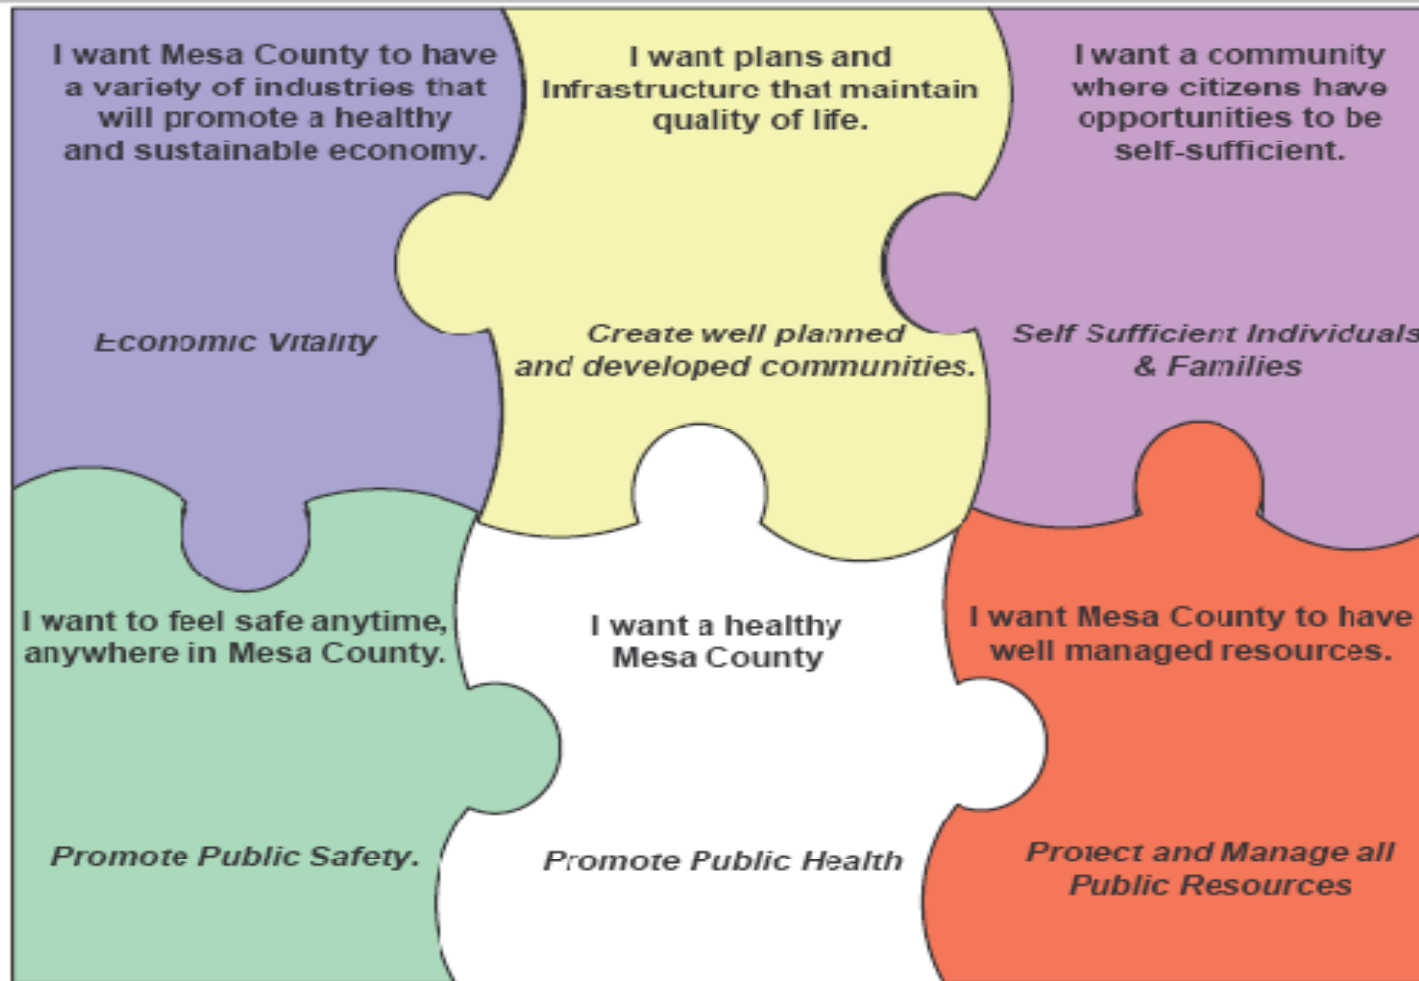 I want Mesa County to have
a variety of industries that
will promote a healthy
and sustainable economy.
Economic Vitality
I want plans and
Infrastructure that maintain
quality of life.
Create well planned
and developed communities.
I want a community
where citizens have
opportunities to be
self-sufficient.
Self Sufficient Individuals
& Families
I want to feel safe anytime,
anywhere in Mesa County.
Promote Public Safety.
I want a healthy
Mesa County
Promote Public Health
I want Mesa County to have
well managed resources.
Protect and Manage all
Public Resources